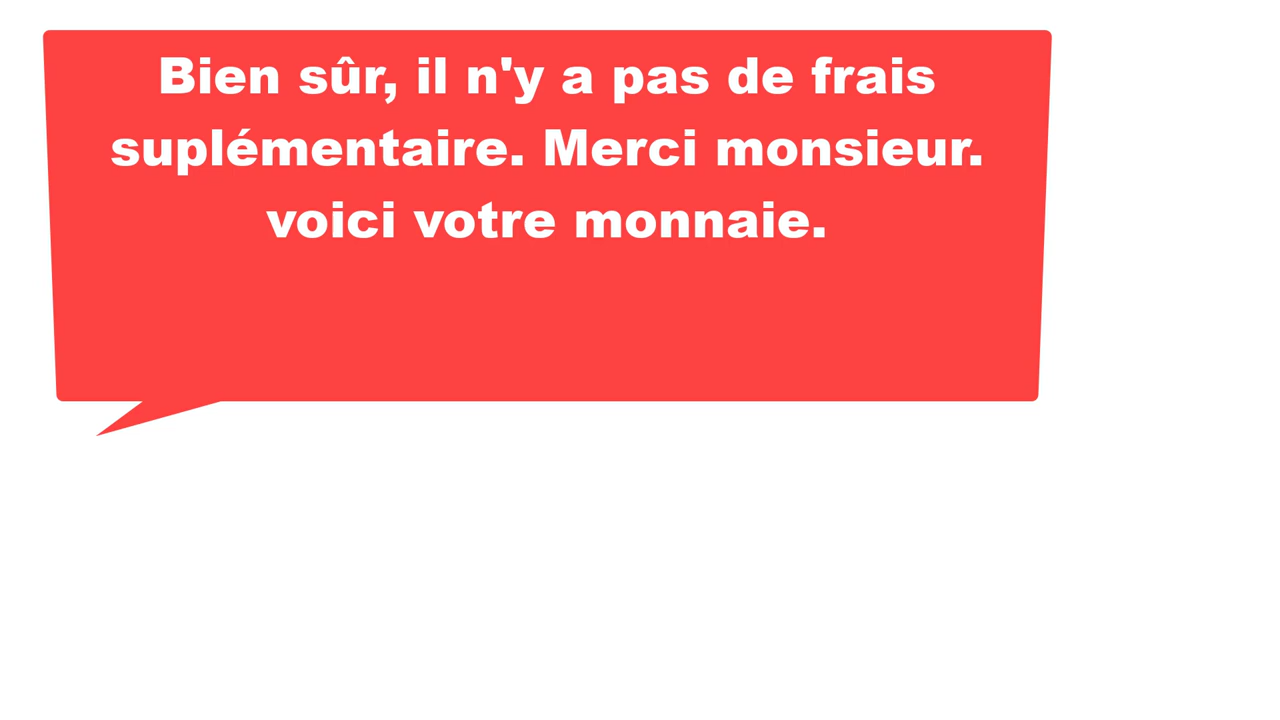 Bien sûr, il n'y a pas de frais
suplémentaire. Merci monsieur.
voici votre monnaie.